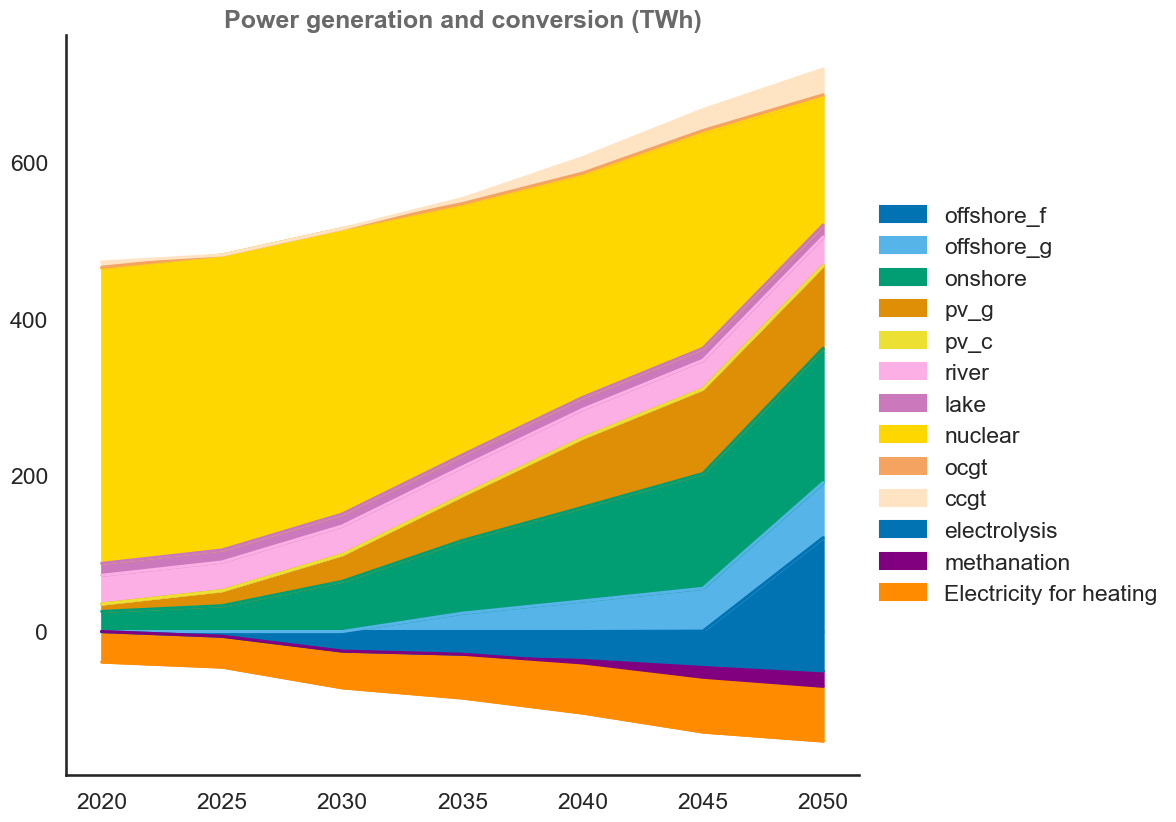 Power generation and conversion (TWh)
600
400
200
0
2020 2025 2030 2035 2040 2045 2050
offshore_f
offshore_g
onshore
pv_g
pv_c
river
lake
nuclear
ocgt
ccgt
electrolysis
methanation
Electricity for heating